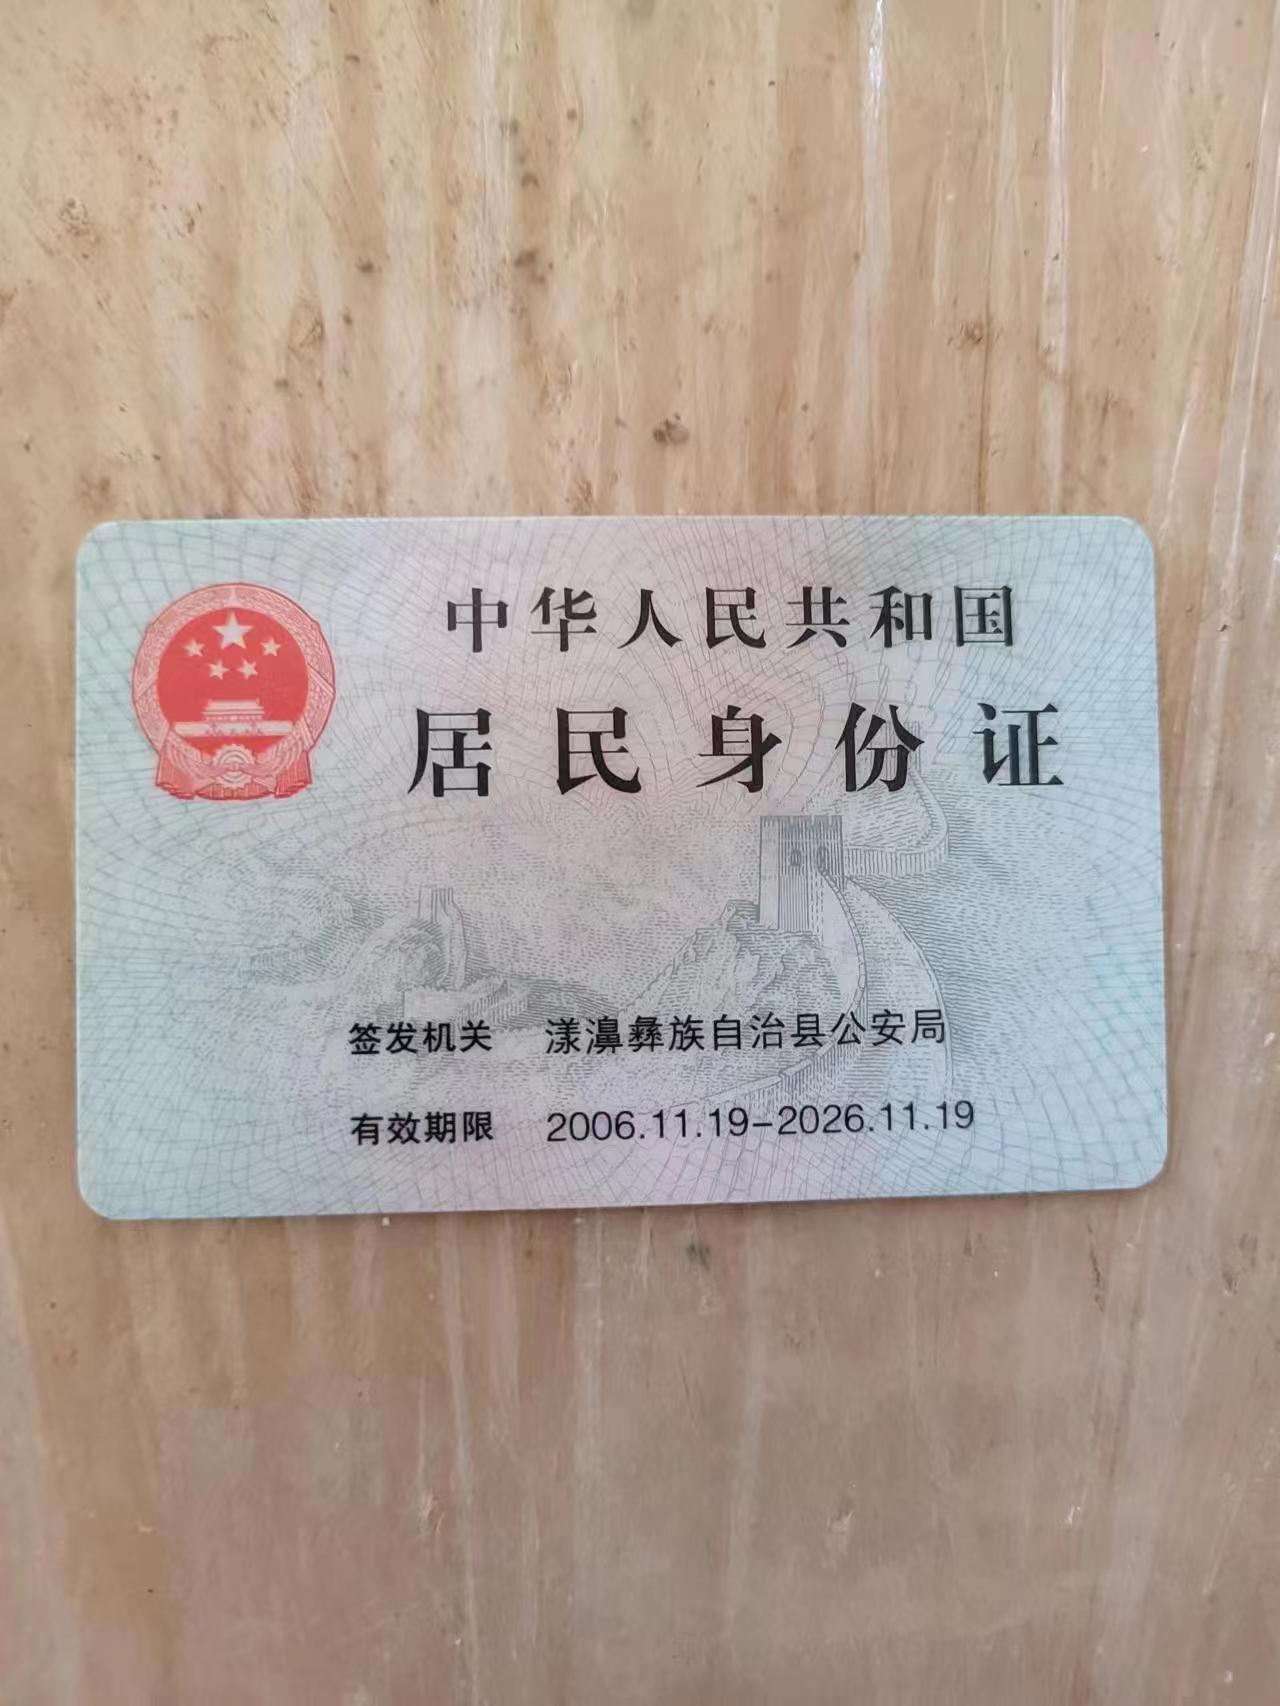 中华人民共和国
居民身份证
签发机关 漾濞彝族自治县公安局
有效期限 2006.11.19-2026.11.19